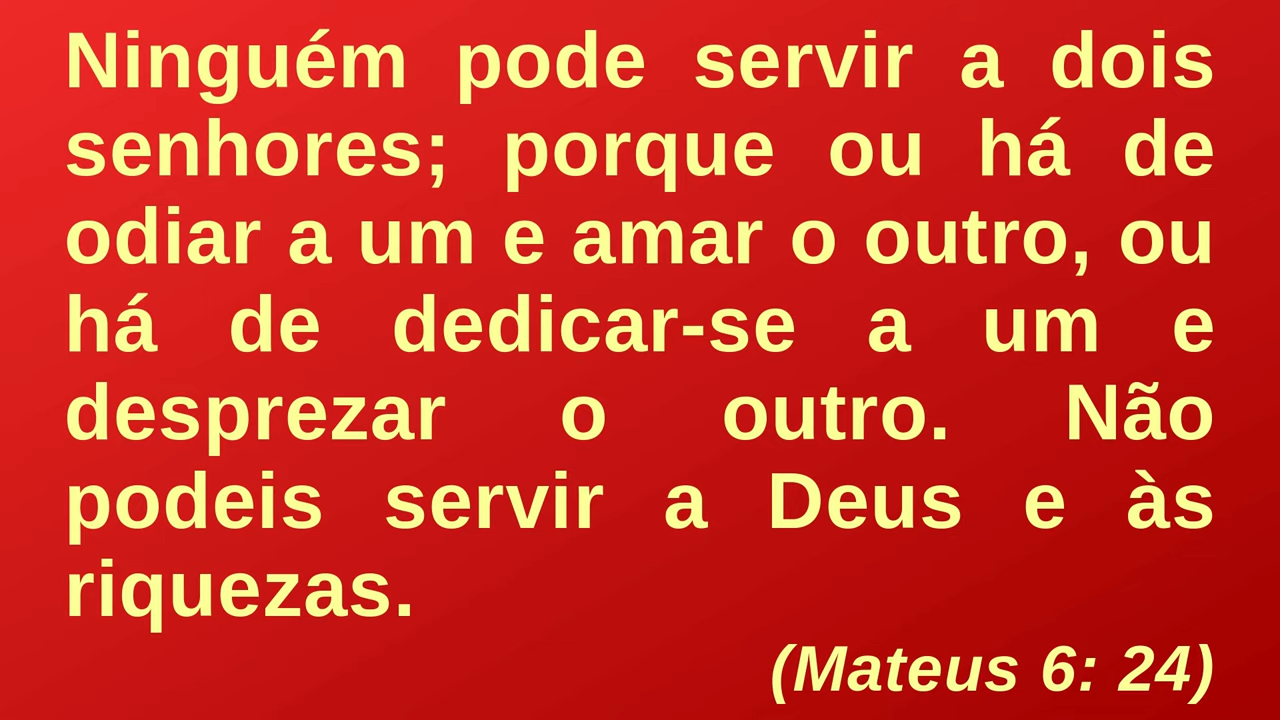 Ninguém pode servir a dois
senhores; porque ou há de
odiar a um e amar o outro, ou
há de dedicar-se a um e
desprezar o outro. Não
podeis servir a Deus e às
riquezas.
(Mateus 6: 24)